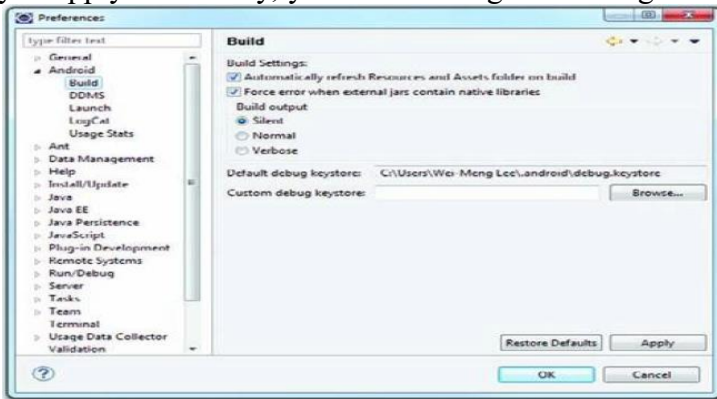 Preferences
type filter text
General
Android
Build
DDMS
Launch
LogCat
Usage Stats
Ant
Data Management
Help
Install/Update
Java
Java EE
Java Persistence
JavaScript
Plug-in Development
Remote Systems
Run/Debug
Server
Tasks
Team
Terminal
Usage Data Collector
Validation
Build
Build Settings:
Automatically refresh Resources and Assets folder on build
Force error when external jars contain native libraries
Build output
Silent
Normal
Verbose
Default debug keystore: C:\Users\Wei-Meng Lee\.android\debug.keystore
Custom debug keystore: Browse...
Restore Defaults Apply
OK Cancel